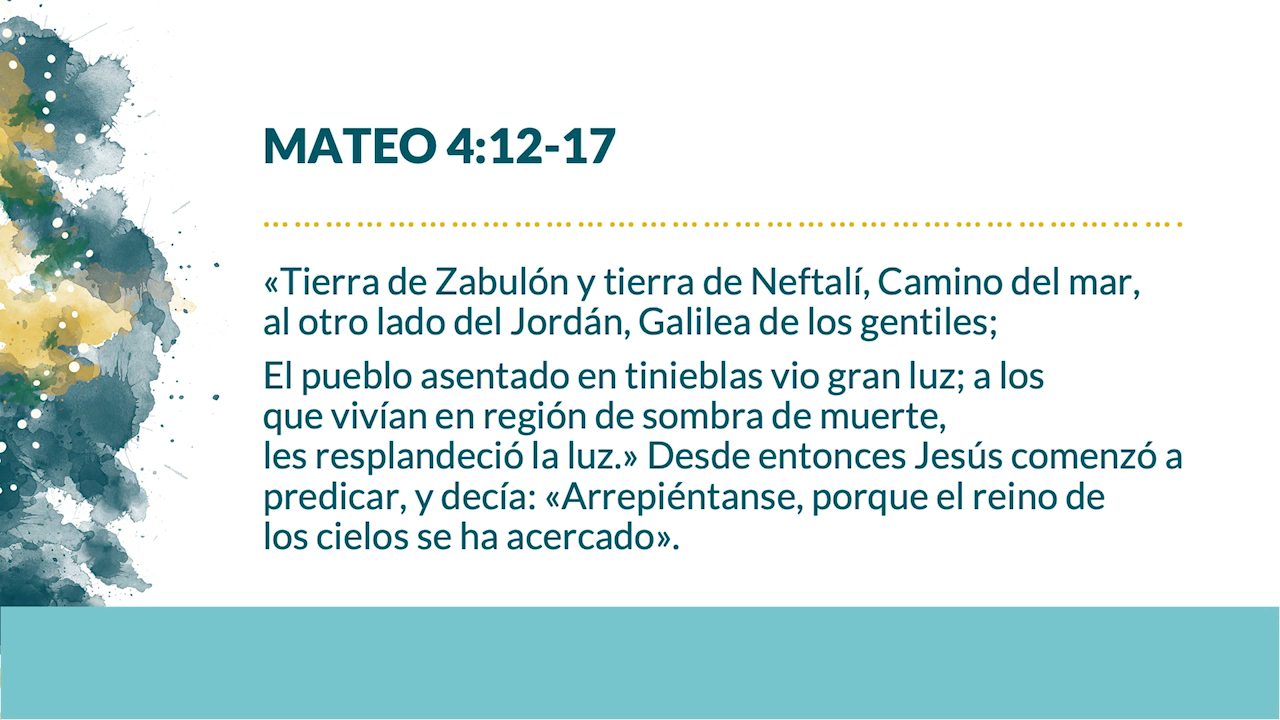 MATEO 4:12-17
«Tierra de Zabulón y tierra de Neftalí, Camino del mar,
al otro lado del Jordán, Galilea de los gentiles;
El pueblo asentado en tinieblas vio gran luz; a los
que vivían en región de sombra de muerte,
les resplandeció la luz.» Desde entonces Jesús comenzó a
predicar, y decía: «Arrepiéntanse, porque el reino de
los cielos se ha acercado».